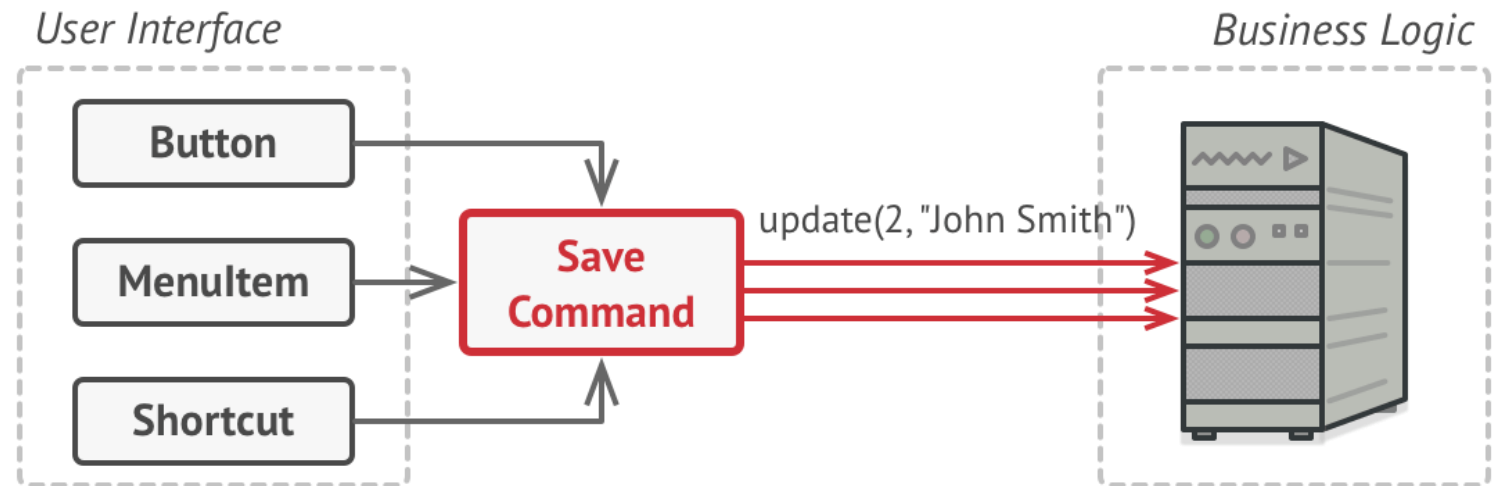 User Interface
Business Logic
Button
MenuItem
Shortcut
Save
Command
update(2, "John Smith")